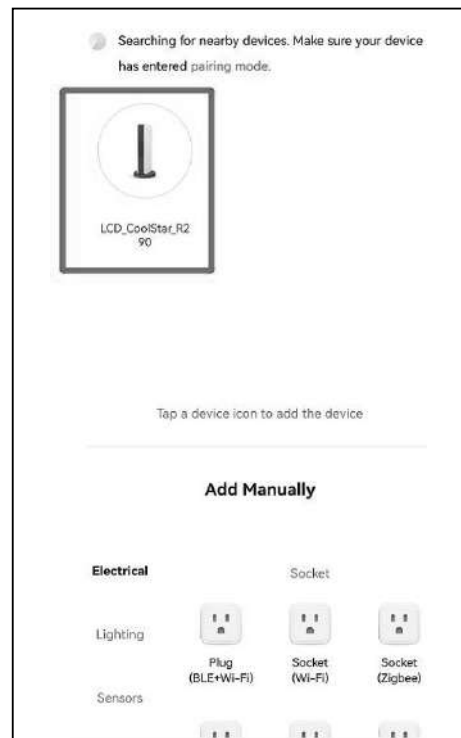 Searching for nearby devices. Make sure your device
has entered pairing mode.
LCD_CoolStar_R2
90
Tap a device icon to add the device
Add Manually
Electrical
Socket
Lighting
Plug
(BLE+Wi-Fi)
Socket
(Wi-Fi)
Socket
(Zigbee)
Sensors